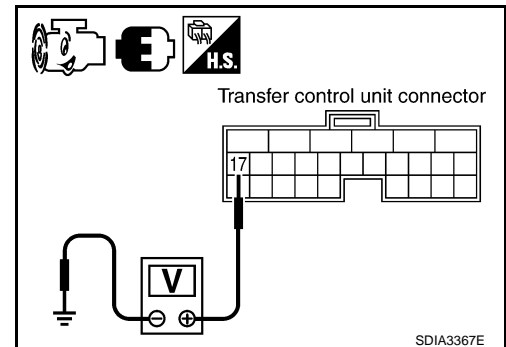 H.S.
Transfer control unit connector
17
V
− +
SDIA3367E